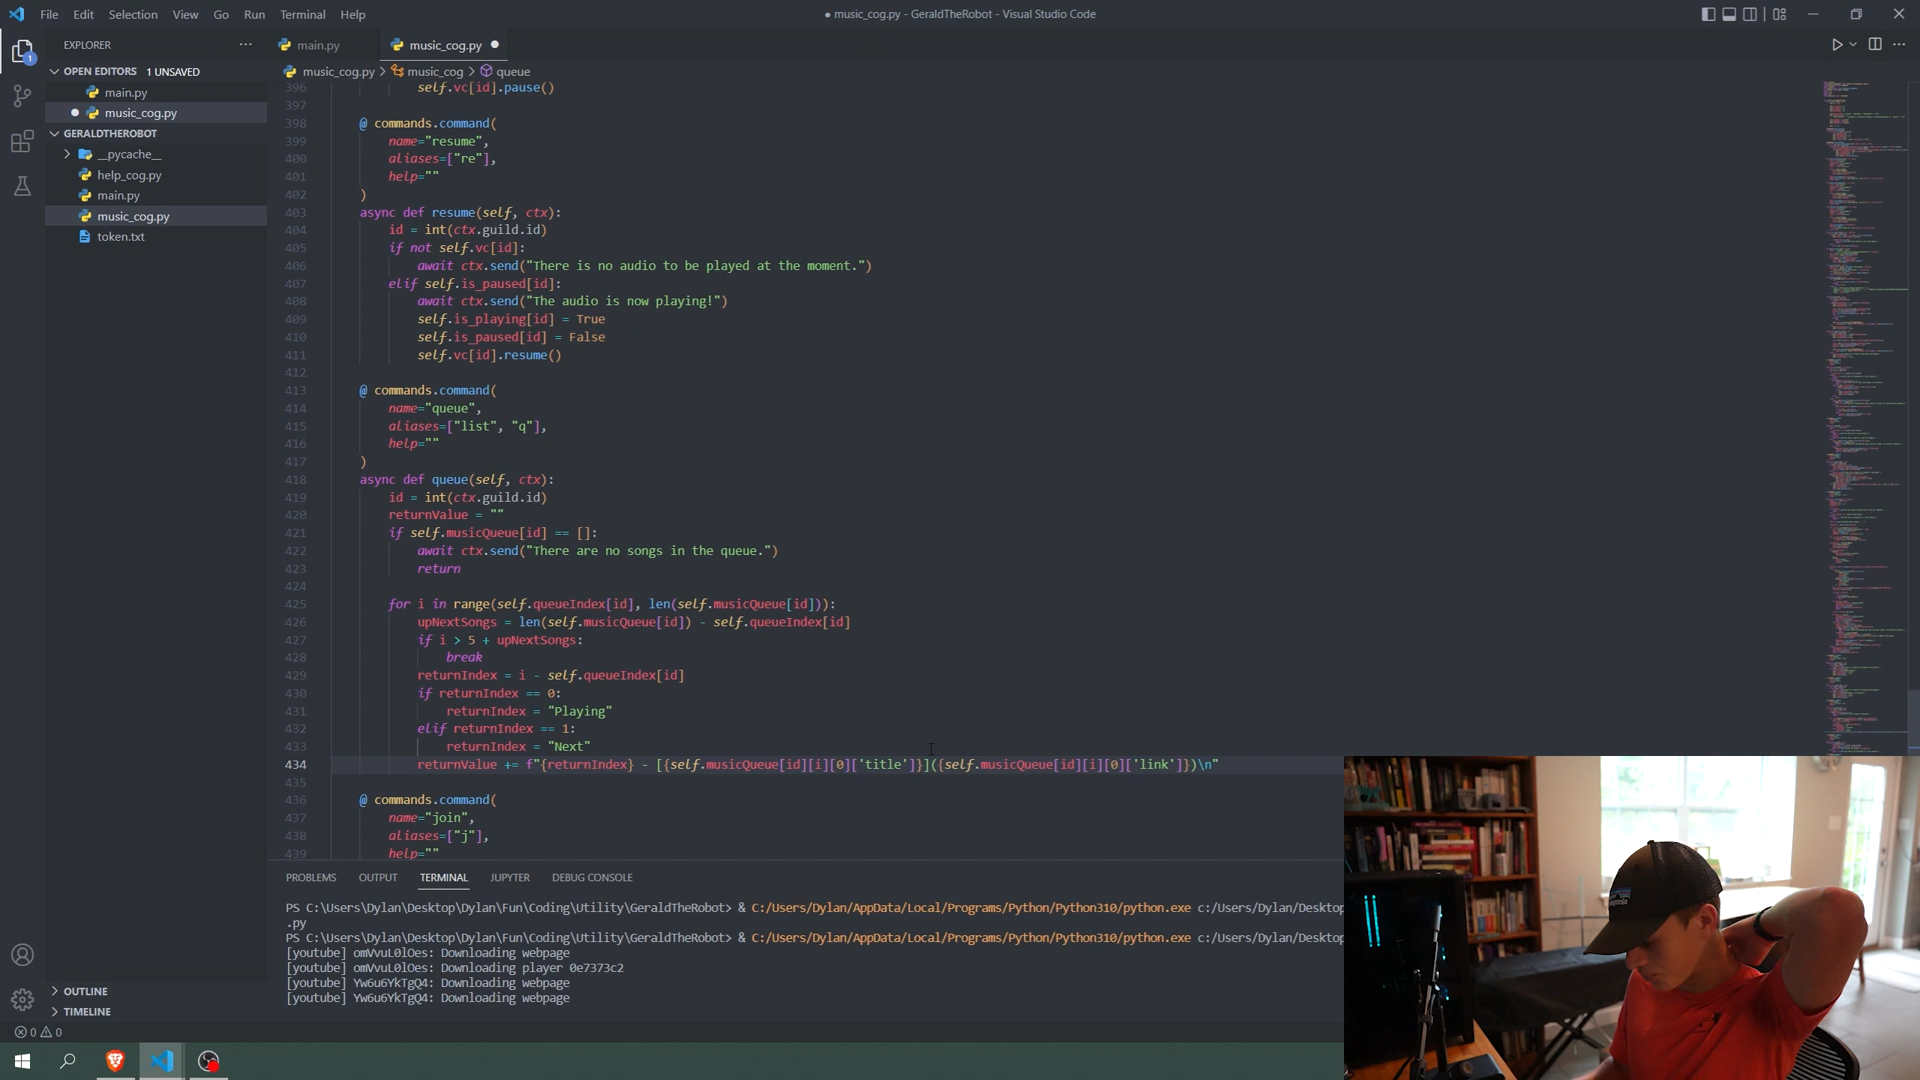 File Edit Selection View Go Run Terminal Help
● music_cog.py - GeraldTheRobot - Visual Studio Code
EXPLORER
main.py
music_cog.py
music_cog.py > music_cog > queue
OPEN EDITORS 1 UNSAVED
main.py
music_cog.py
GERALDTHEROBOT
__pycache__
help_cog.py
main.py
music_cog.py
token.txt
OUTLINE
TIMELINE
1
396 self.vc[id].pause()
397
398 @ commands.command(
399 name="resume",
400 aliases=["re"],
401 help=""
402 )
403 async def resume(self, ctx):
404 id = int(ctx.guild.id)
405 if not self.vc[id]:
406 await ctx.send("There is no audio to be played at the moment.")
407 elif self.is_paused[id]:
408 await ctx.send("The audio is now playing!")
409 self.is_playing[id] = True
410 self.is_paused[id] = False
411 self.vc[id].resume()
412
413 @ commands.command(
414 name="queue",
415 aliases=["list", "q"],
416 help=""
417 )
418 async def queue(self, ctx):
419 id = int(ctx.guild.id)
420 returnValue = ""
421 if self.musicQueue[id] == []:
422 await ctx.send("There are no songs in the queue.")
423 return
424
425 for i in range(self.queueIndex[id], len(self.musicQueue[id])):
426 upNextSongs = len(self.musicQueue[id]) - self.queueIndex[id]
427 if i > 5 + upNextSongs:
428 break
429 returnIndex = i - self.queueIndex[id]
430 if returnIndex == 0:
431 returnIndex = "Playing"
432 elif returnIndex == 1:
433 returnIndex = "Next"
434 returnValue += f"{returnIndex} - [{self.musicQueue[id][i][0]['title']}]({self.musicQueue[id][i][0]['link']})\n"
435
436 @ commands.command(
437 name="join",
438 aliases=["j"],
439 help=""
PROBLEMS OUTPUT TERMINAL JUPYTER DEBUG CONSOLE
PS C:\Users\Dylan\Desktop\Dylan\Fun\Coding\Utility\GeraldTheRobot> & C:/Users/Dylan/AppData/Local/Programs/Python/Python310/python.exe c:/Users/Dylan/Deskto
.py
PS C:\Users\Dylan\Desktop\Dylan\Fun\Coding\Utility\GeraldTheRobot> & C:/Users/Dylan/AppData/Local/Programs/Python/Python310/python.exe c:/Users/Dylan/Deskto
[youtube] omVvuL0lOes: Downloading webpage
[youtube] omVvuL0lOes: Downloading player 0e7373c2
[youtube] Yw6u6YkTgQ4: Downloading webpage
[youtube] Yw6u6YkTgQ4: Downloading webpage
0 0